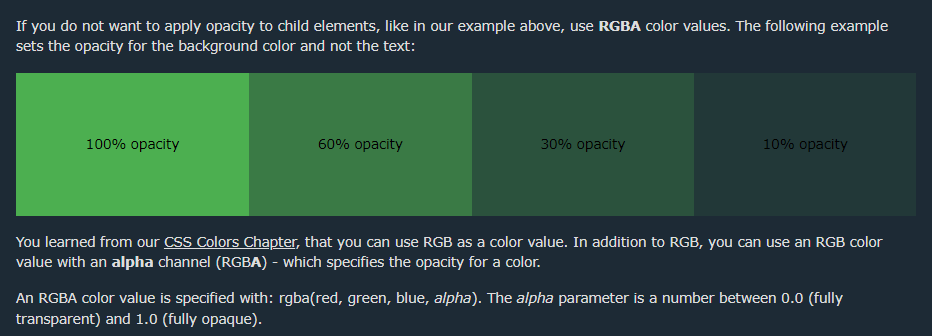 If you do not want to apply opacity to child elements, like in our example above, use RGBA color values. The following example
sets the opacity for the background color and not the text:
100% opacity 60% opacity 30% opacity 10% opacity
You learned from our CSS Colors Chapter, that you can use RGB as a color value. In addition to RGB, you can use an RGB color
value with an alpha channel (RGBA) - which specifies the opacity for a color.
An RGBA color value is specified with: rgba(red, green, blue, alpha). The alpha parameter is a number between 0.0 (fully
transparent) and 1.0 (fully opaque).